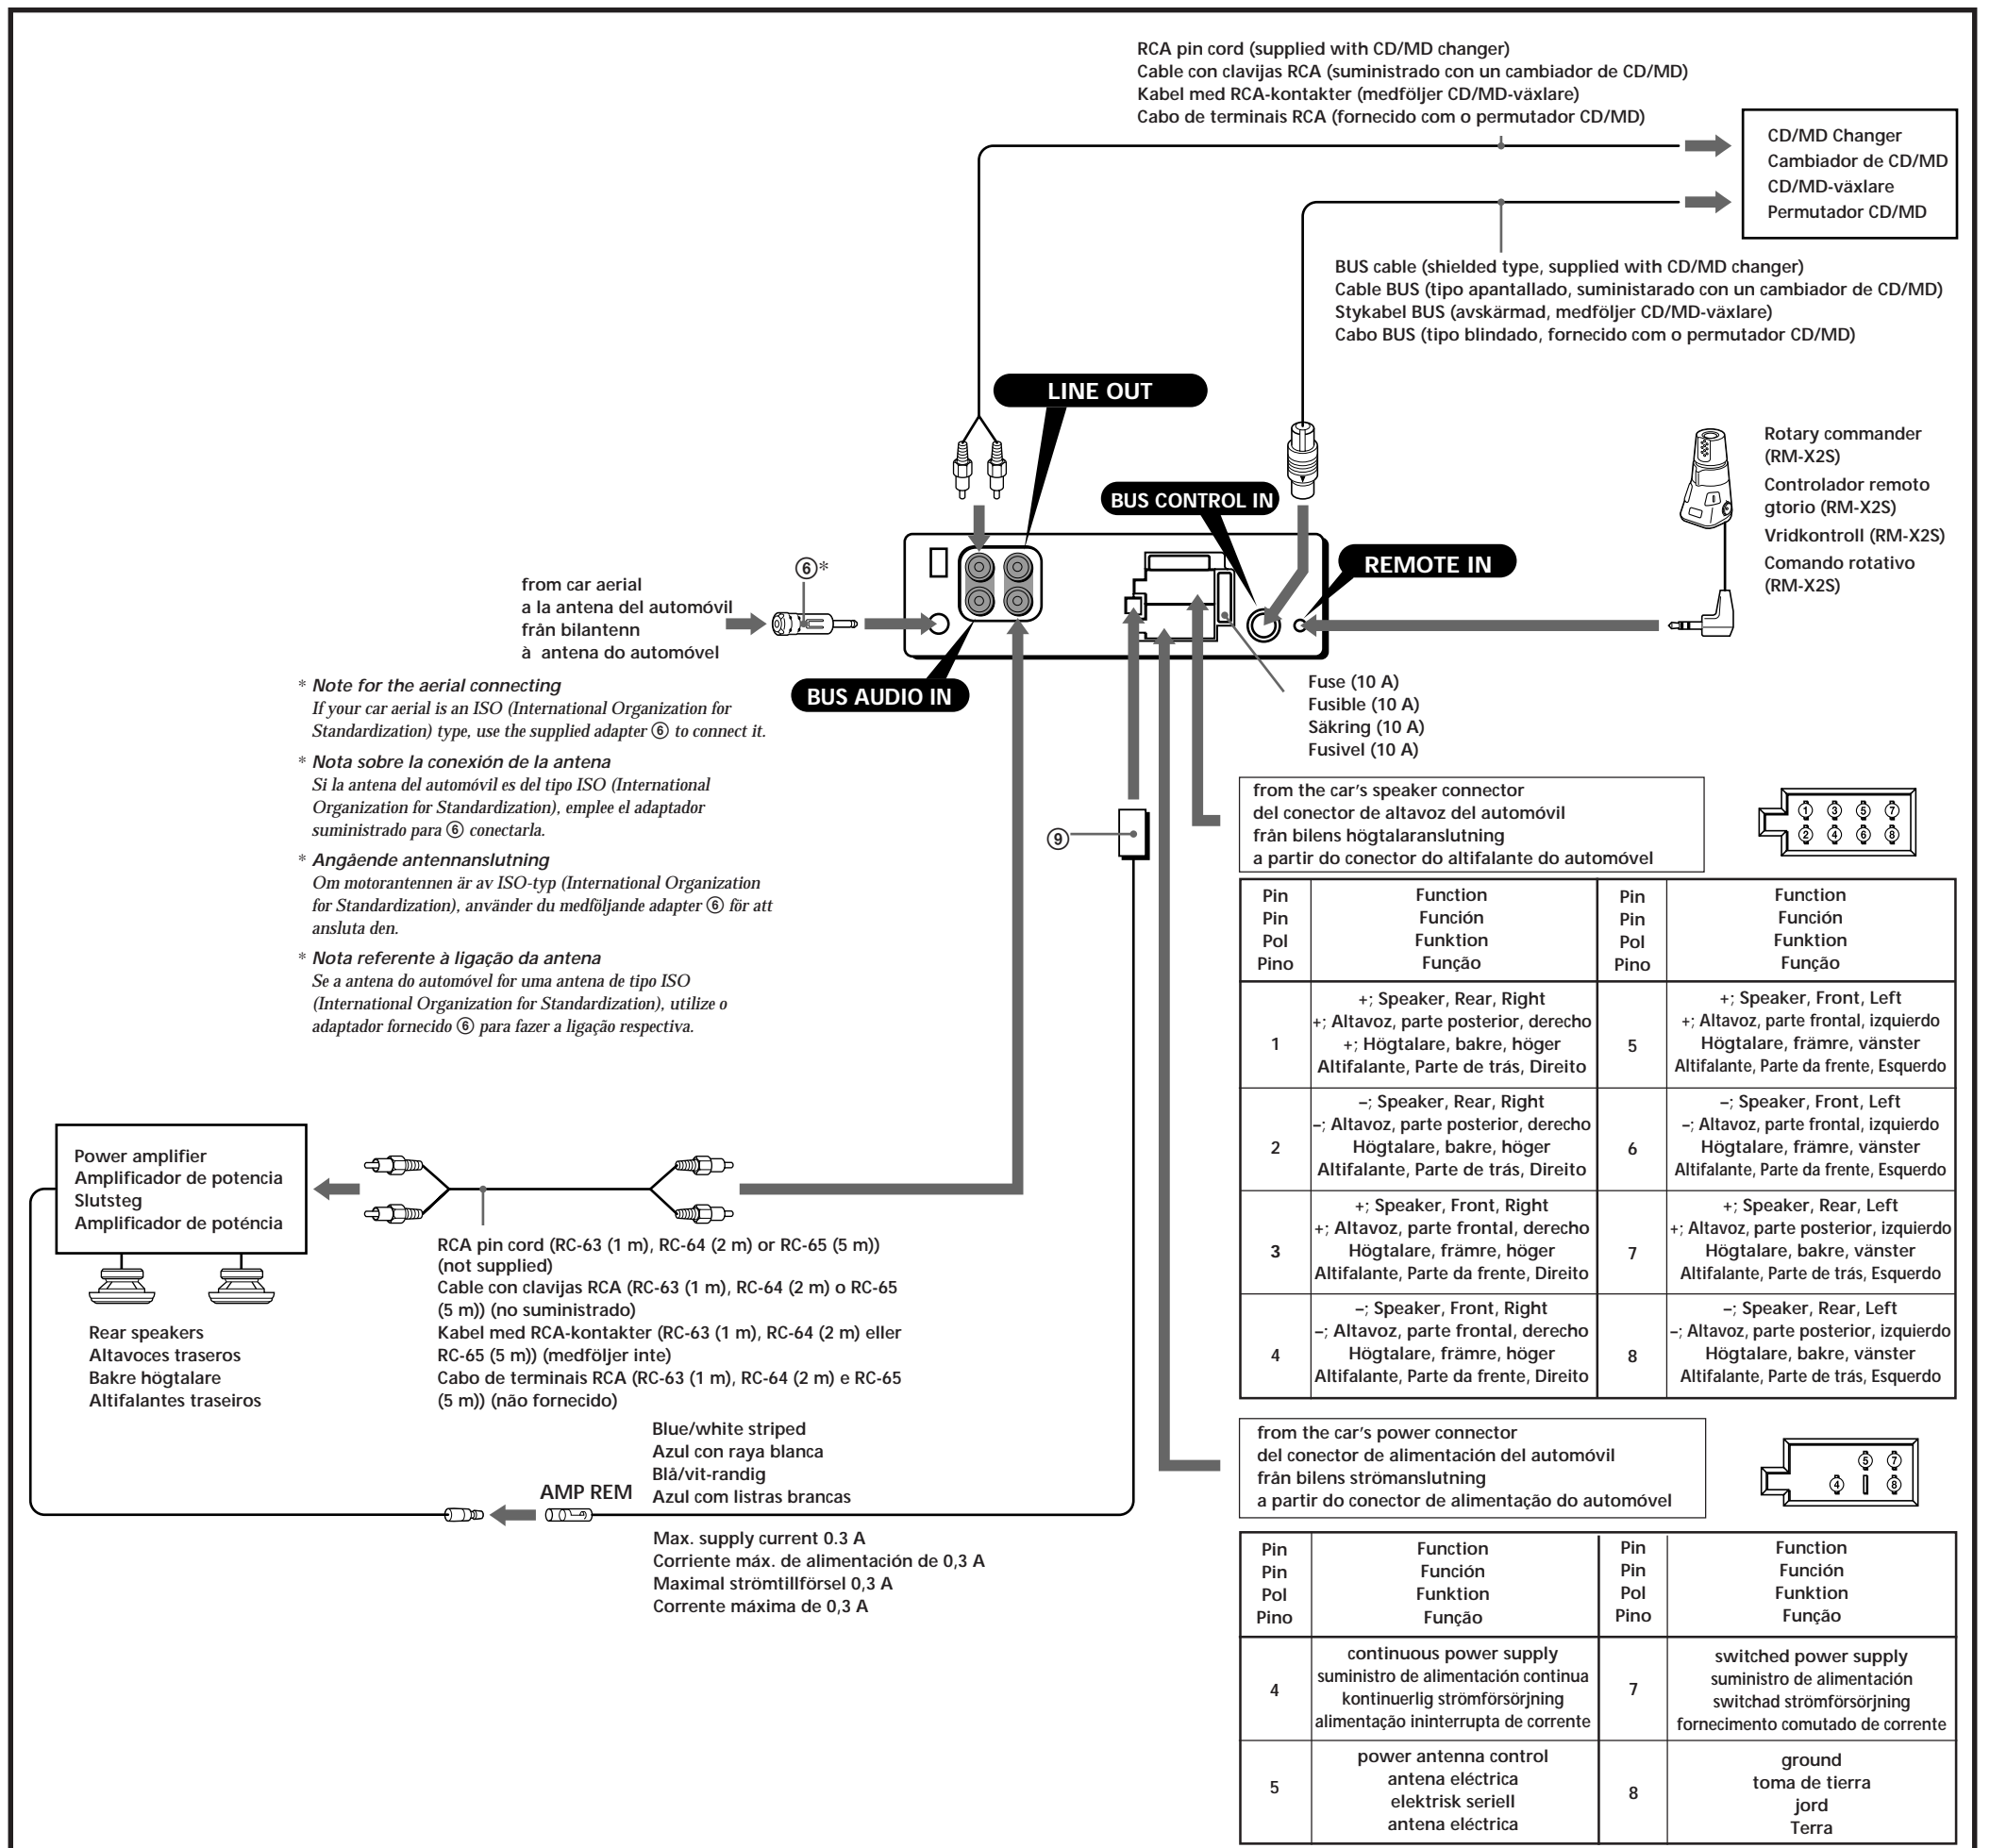 RCA pin cord (supplied with CD/MD changer)
Cable con clavijas RCA (suministrado con un cambiador de CD/MD)
Kabel med RCA-kontakter (medföljer CD/MD-växlare)
Cabo de terminais RCA (fornecido com o permutador CD/MD)
CD/MD Changer
Cambiador de CD/MD
CD/MD-växlare
Permutador CD/MD
BUS cable (shielded type, supplied with CD/MD changer)
Cable BUS (tipo apantallado, suministarado con un cambiador de CD/MD)
Stykabel BUS (avskärmad, medföljer CD/MD-växlare)
Cabo BUS (tipo blindado, fornecido com o permutador CD/MD)
LINE OUT
BUS CONTROL IN
REMOTE IN
Rotary commander
(RM-X2S)
Controlador remoto
gtorio (RM-X2S)
Vridkontroll (RM-X2S)
Comando rotativo
(RM-X2S)
⑥*
from car aerial
a la antena del automóvil
från bilantenn
à antena do automóvel
BUS AUDIO IN
Fuse (10 A)
Fusible (10 A)
Säkring (10 A)
Fusivel (10 A)
* Note for the aerial connecting
If your car aerial is an ISO (International Organization for
Standardization) type, use the supplied adapter ⑥ to connect it.
* Nota sobre la conexión de la antena
Si la antena del automóvil es del tipo ISO (International
Organization for Standardization), emplee el adaptador
suministrado para ⑥ conectarla.
* Angående antennanslutning
Om motorantennen är av ISO-typ (International Organization
for Standardization), använder du medföljande adapter ⑥ för att
ansluta den.
* Nota referente à ligação da antena
Se a antena do automóvel for uma antena de tipo ISO
(International Organization for Standardization), utilize o
adaptador fornecido ⑥ para fazer a ligação respectiva.
⑨
from the car's speaker connector
del conector de altavoz del automóvil
från bilens högtalaranslutning
a partir do conector do altifalante do automóvel
① ③ ⑤ ⑦
② ④ ⑥ ⑧
Pin Function Pin Function
Pin Función Pin Función
Pol Funktion Pol Funktion
Pino Função Pino Função
1
+; Speaker, Rear, Right
+; Altavoz, parte posterior, derecho
+; Högtalare, bakre, höger
Altifalante, Parte de trás, Direito
5
+; Speaker, Front, Left
+; Altavoz, parte frontal, izquierdo
Högtalare, främre, vänster
Altifalante, Parte da frente, Esquerdo
2
–; Speaker, Rear, Right
–; Altavoz, parte posterior, derecho
Högtalare, bakre, höger
Altifalante, Parte de trás, Direito
6
–; Speaker, Front, Left
–; Altavoz, parte frontal, izquierdo
Högtalare, främre, vänster
Altifalante, Parte da frente, Esquerdo
3
+; Speaker, Front, Right
+; Altavoz, parte frontal, derecho
Högtalare, främre, höger
Altifalante, Parte da frente, Direito
7
+; Speaker, Rear, Left
+; Altavoz, parte posterior, izquierdo
Högtalare, bakre, vänster
Altifalante, Parte de trás, Esquerdo
4
–; Speaker, Front, Right
–; Altavoz, parte frontal, derecho
Högtalare, främre, höger
Altifalante, Parte da frente, Direito
8
–; Speaker, Rear, Left
–; Altavoz, parte posterior, izquierdo
Högtalare, bakre, vänster
Altifalante, Parte de trás, Esquerdo
Power amplifier
Amplificador de potencia
Slutsteg
Amplificador de poténcia
Rear speakers
Altavoces traseros
Bakre högtalare
Altifalantes traseiros
RCA pin cord (RC-63 (1 m), RC-64 (2 m) or RC-65 (5 m))
(not supplied)
Cable con clavijas RCA (RC-63 (1 m), RC-64 (2 m) o RC-65
(5 m)) (no suministrado)
Kabel med RCA-kontakter (RC-63 (1 m), RC-64 (2 m) eller
RC-65 (5 m)) (medföljer inte)
Cabo de terminais RCA (RC-63 (1 m), RC-64 (2 m) e RC-65
(5 m)) (não fornecido)
Blue/white striped
Azul con raya blanca
Blå/vit-randig
Azul com listras brancas
AMP REM
Max. supply current 0.3 A
Corriente máx. de alimentación de 0,3 A
Maximal strömtillförsel 0,3 A
Corrente máxima de 0,3 A
from the car's power connector
del conector de alimentación del automóvil
från bilens strömanslutning
a partir do conector de alimentação do automóvel
⑤ ⑦
④ ⑧
Pin Function Pin Function
Pin Función Pin Función
Pol Funktion Pol Funktion
Pino Função Pino Função
4
continuous power supply
suministro de alimentación continua
kontinuerlig strömförsörjning
alimentação ininterrupta de corrente
7
switched power supply
suministro de alimentación
switchad strömförsörjning
fornecimento comutado de corrente
5
power antenna control
antena eléctrica
elektrisk seriell
antena eléctrica
8
ground
toma de tierra
jord
Terra